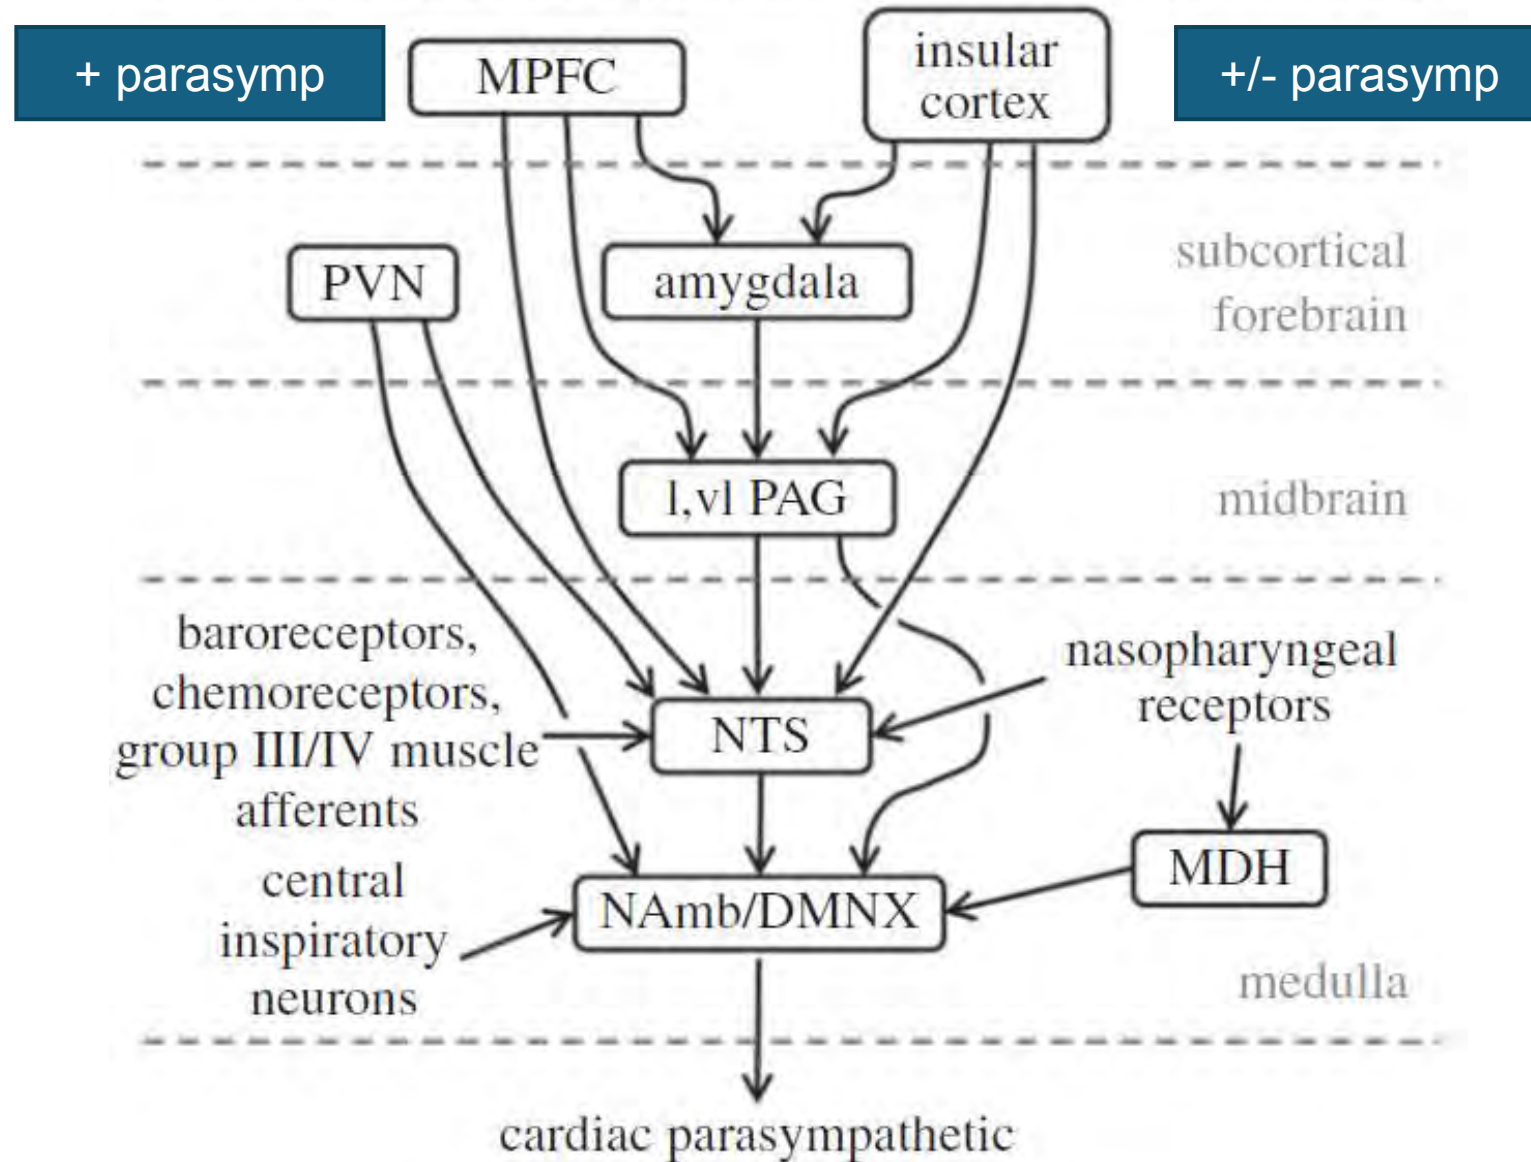 + parasymp
MPFC
insular
cortex
+/- parasymp
PVN
amygdala
subcortical
forebrain
l,vl PAG
midbrain
baroreceptors,
chemoreceptors,
group III/IV muscle
afferents
NTS
nasopharyngeal
receptors
central
inspiratory
neurons
NAmb/DMNX
MDH
medulla
cardiac parasympathetic